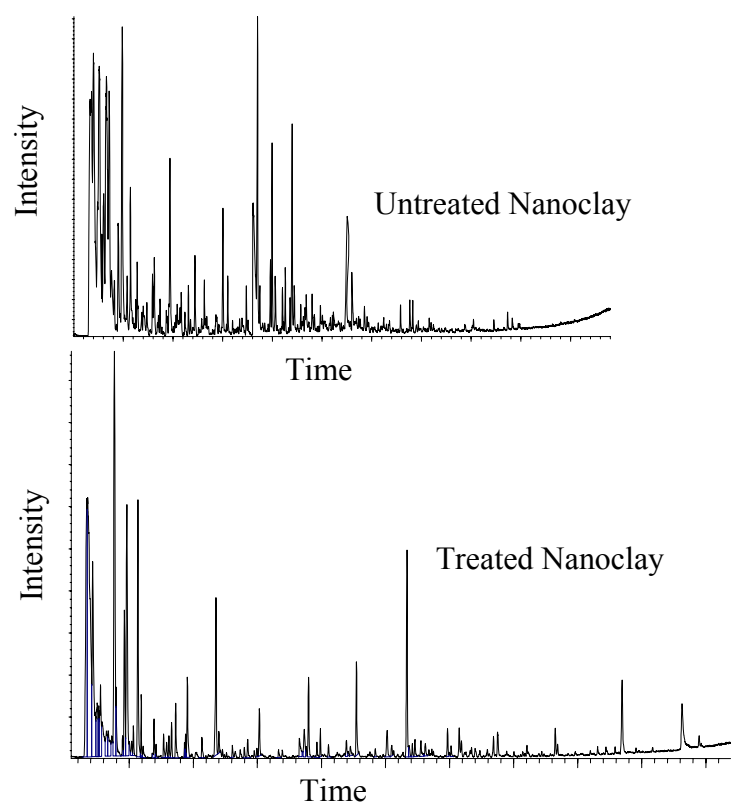 Intensity
Untreated Nanoclay
Time
Intensity
Treated Nanoclay
Time